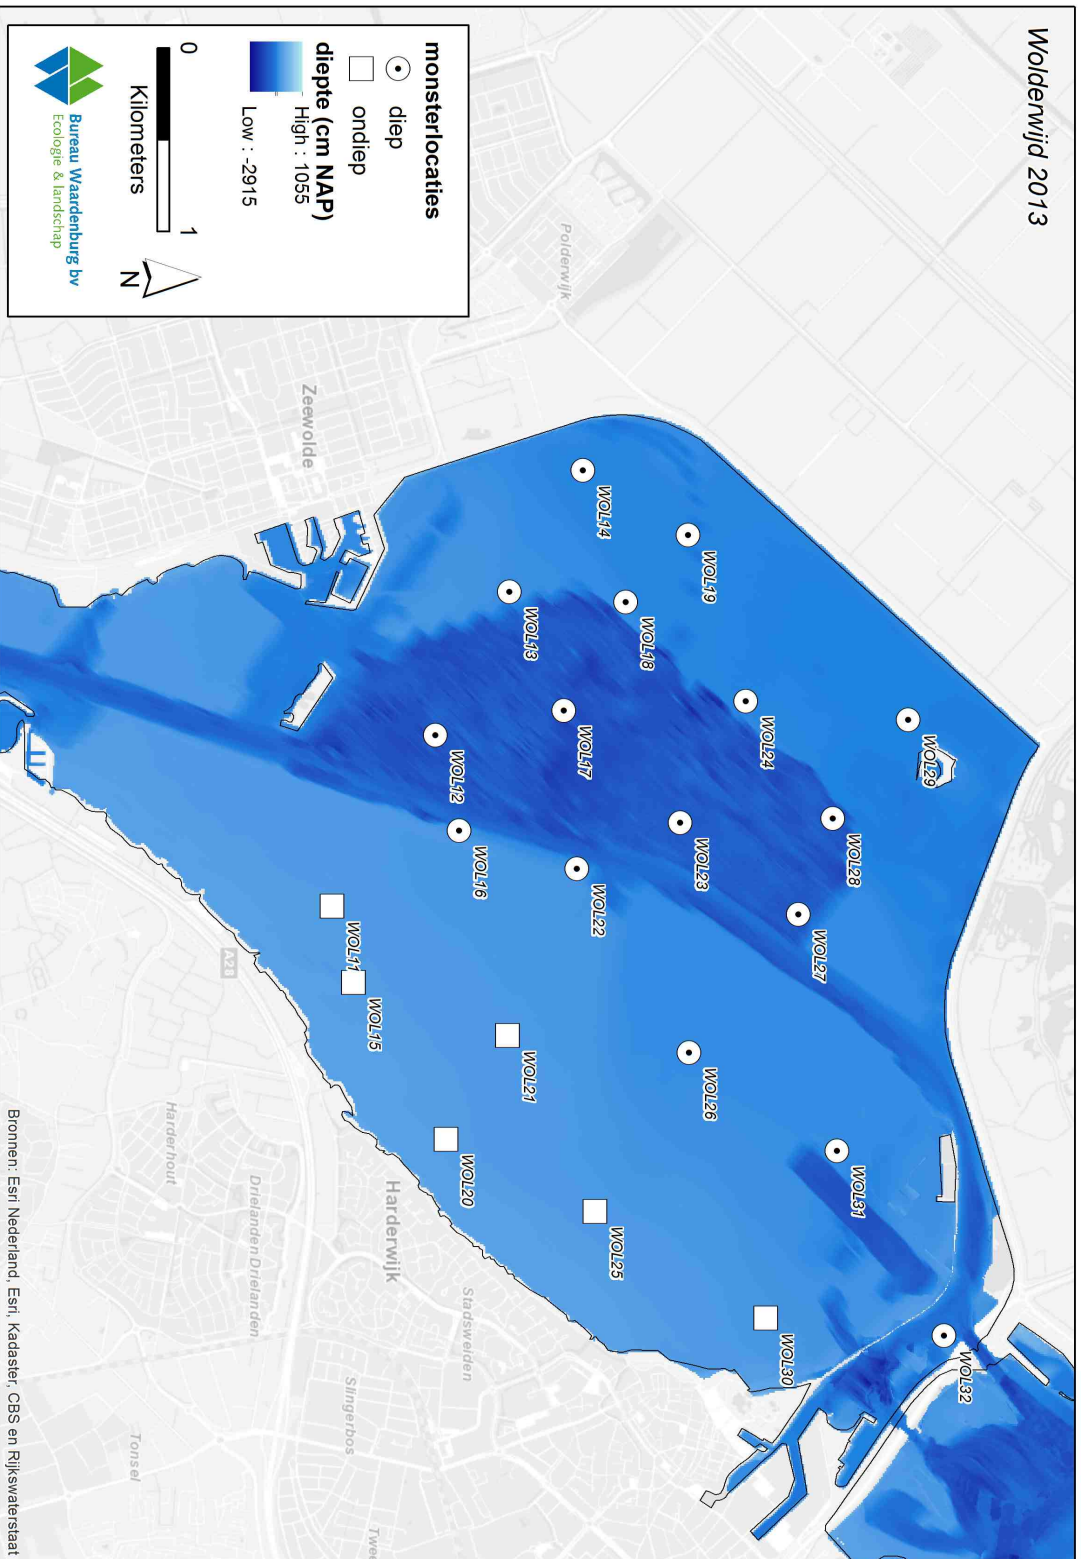 Wolderwijd 2013
monsterlocaties
diep
ondiep
diepte (cm NAP)
High : 1055
Low : -2915
0 1
Kilometers
N
Bureau Waardenburg bv
Ecologie & landschap
Polderwijk
Zeewolde
WOL14
WOL19
WOL13
WOL18
WOL24
WOL29
WOL17
WOL12
WOL28
WOL23
WOL16
WOL22
WOL27
WOL11
WOL15
WOL21
WOL26
WOL20
WOL31
WOL25
WOL30
WOL32
A28
Harderhout
Drielanden
Drielanden
Harderwijk
Stadsweiden
Slingerbos
Tonsel
Bronnen: Esri Nederland, Esri, Kadaster, CBS en Rijkswaterstaat